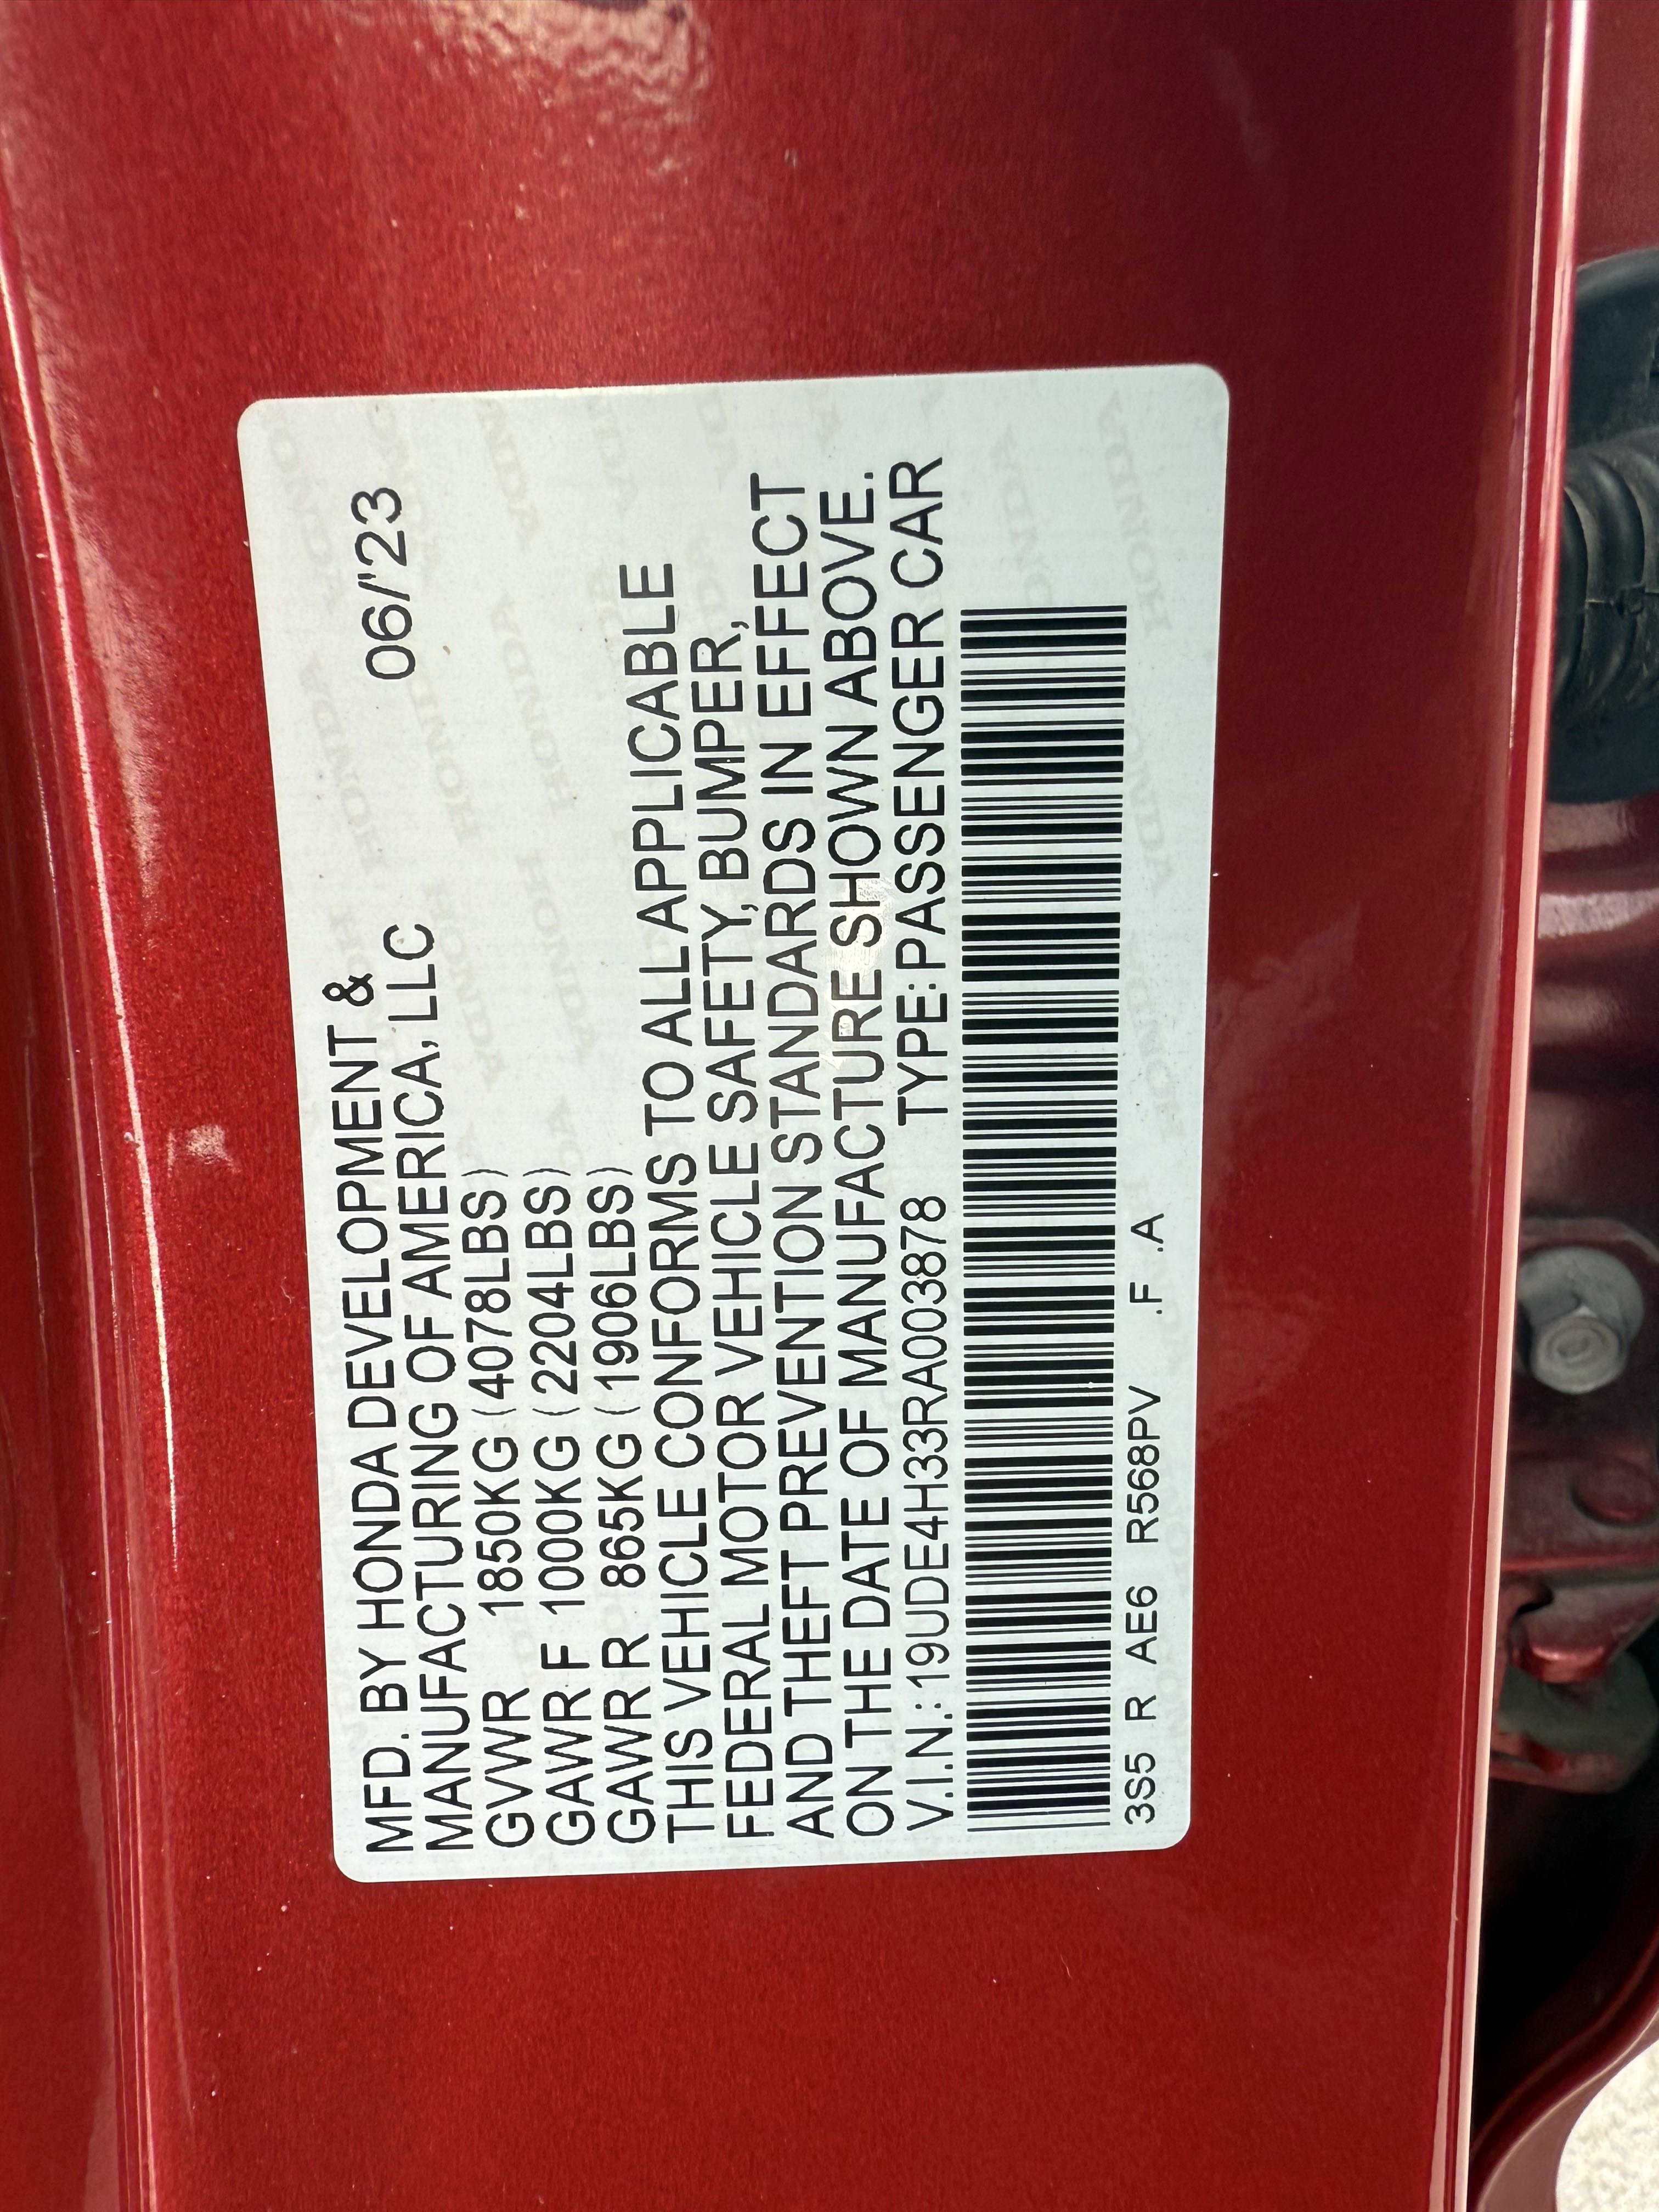 MFD. BY HONDA DEVELOPMENT &
MANUFACTURING OF AMERICA, LLC 06/'23
GVWR 1850KG (4078LBS)
GAWR F 1000KG (2204LBS)
GAWR R 865KG (1906LBS)
THIS VEHICLE CONFORMS TO ALL APPLICABLE
FEDERAL MOTOR VEHICLE SAFETY, BUMPER,
AND THEFT PREVENTION STANDARDS IN EFFECT
ON THE DATE OF MANUFACTURE SHOWN ABOVE.
V.I.N.: 19UDE4H33RA003878 TYPE: PASSENGER CAR
3S5 R AE6 R568PV .F .A